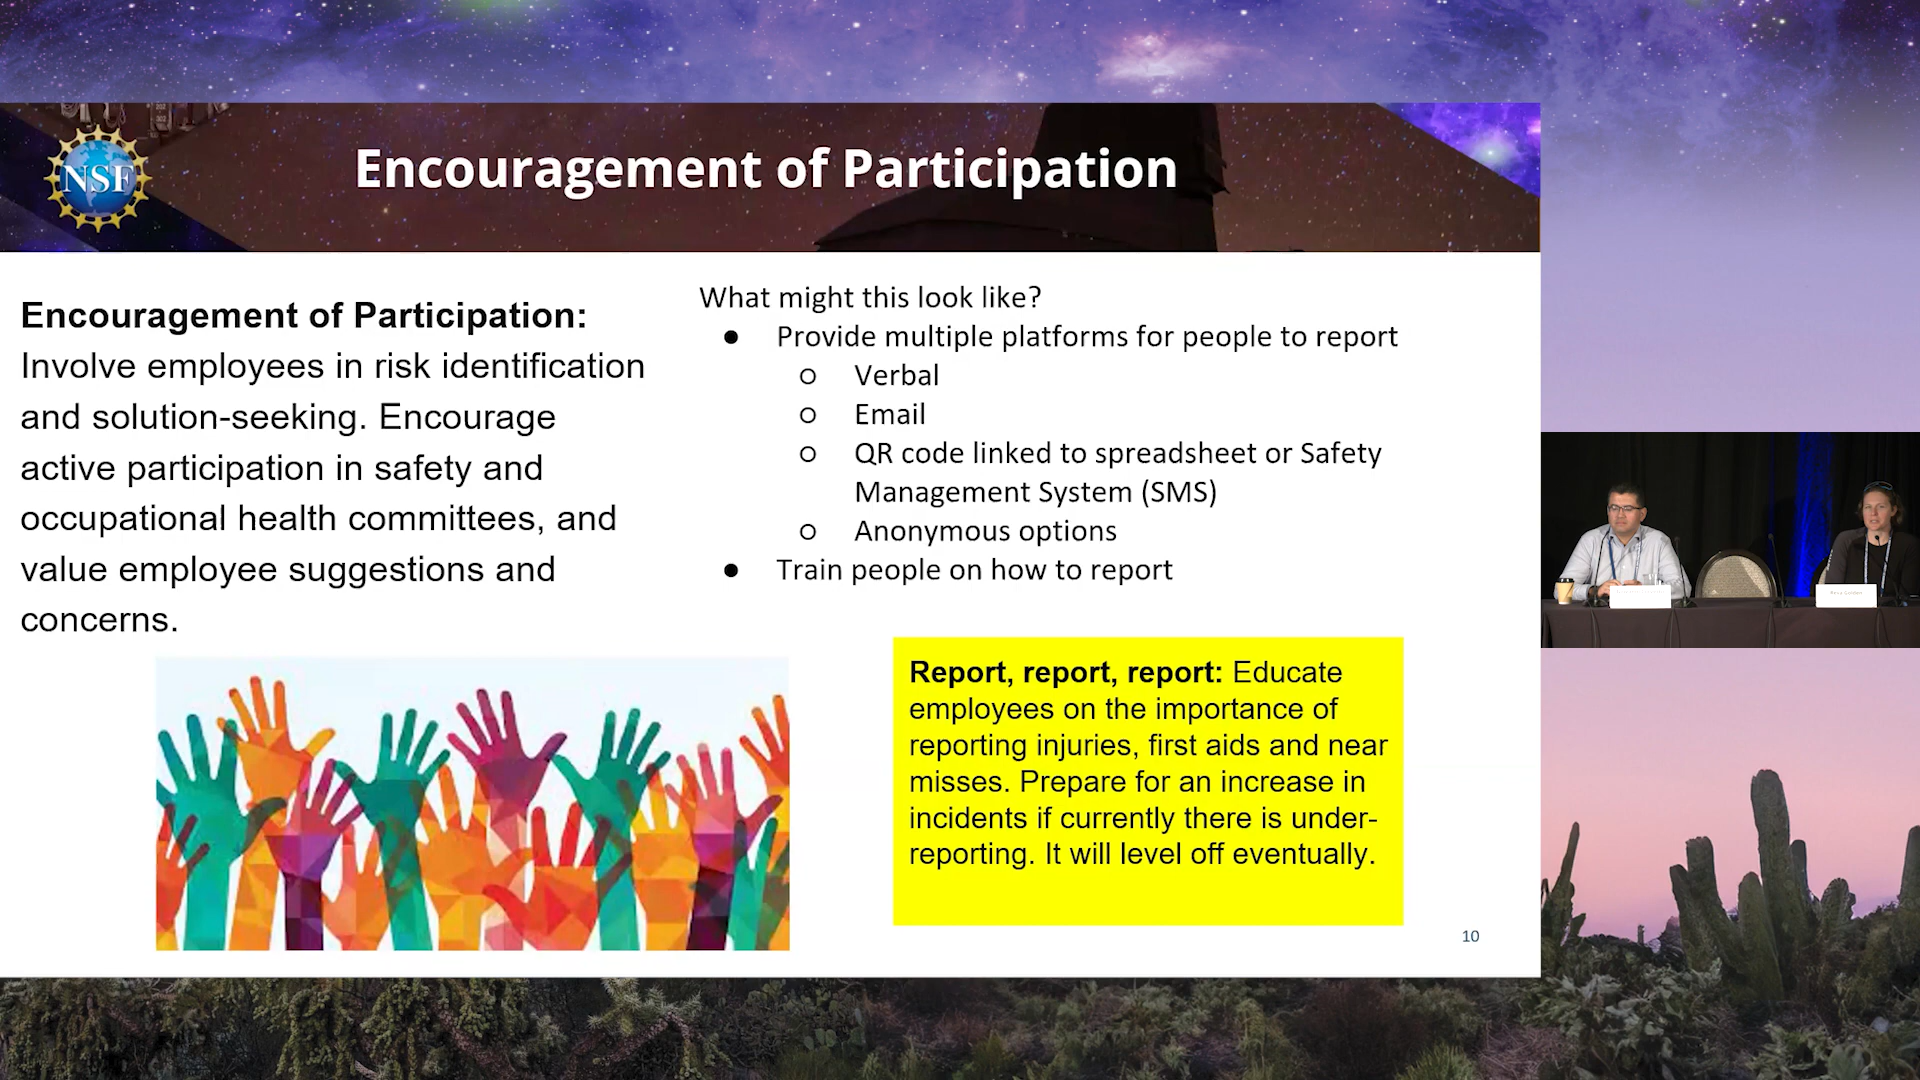 NSF
Encouragement of Participation
Encouragement of Participation:
Involve employees in risk identification
and solution-seeking. Encourage
active participation in safety and
occupational health committees, and
value employee suggestions and
concerns.
What might this look like?
● Provide multiple platforms for people to report
○ Verbal
○ Email
○ QR code linked to spreadsheet or Safety
Management System (SMS)
○ Anonymous options
● Train people on how to report
Report, report, report: Educate
employees on the importance of
reporting injuries, first aids and near
misses. Prepare for an increase in
incidents if currently there is under-
reporting. It will level off eventually.
10